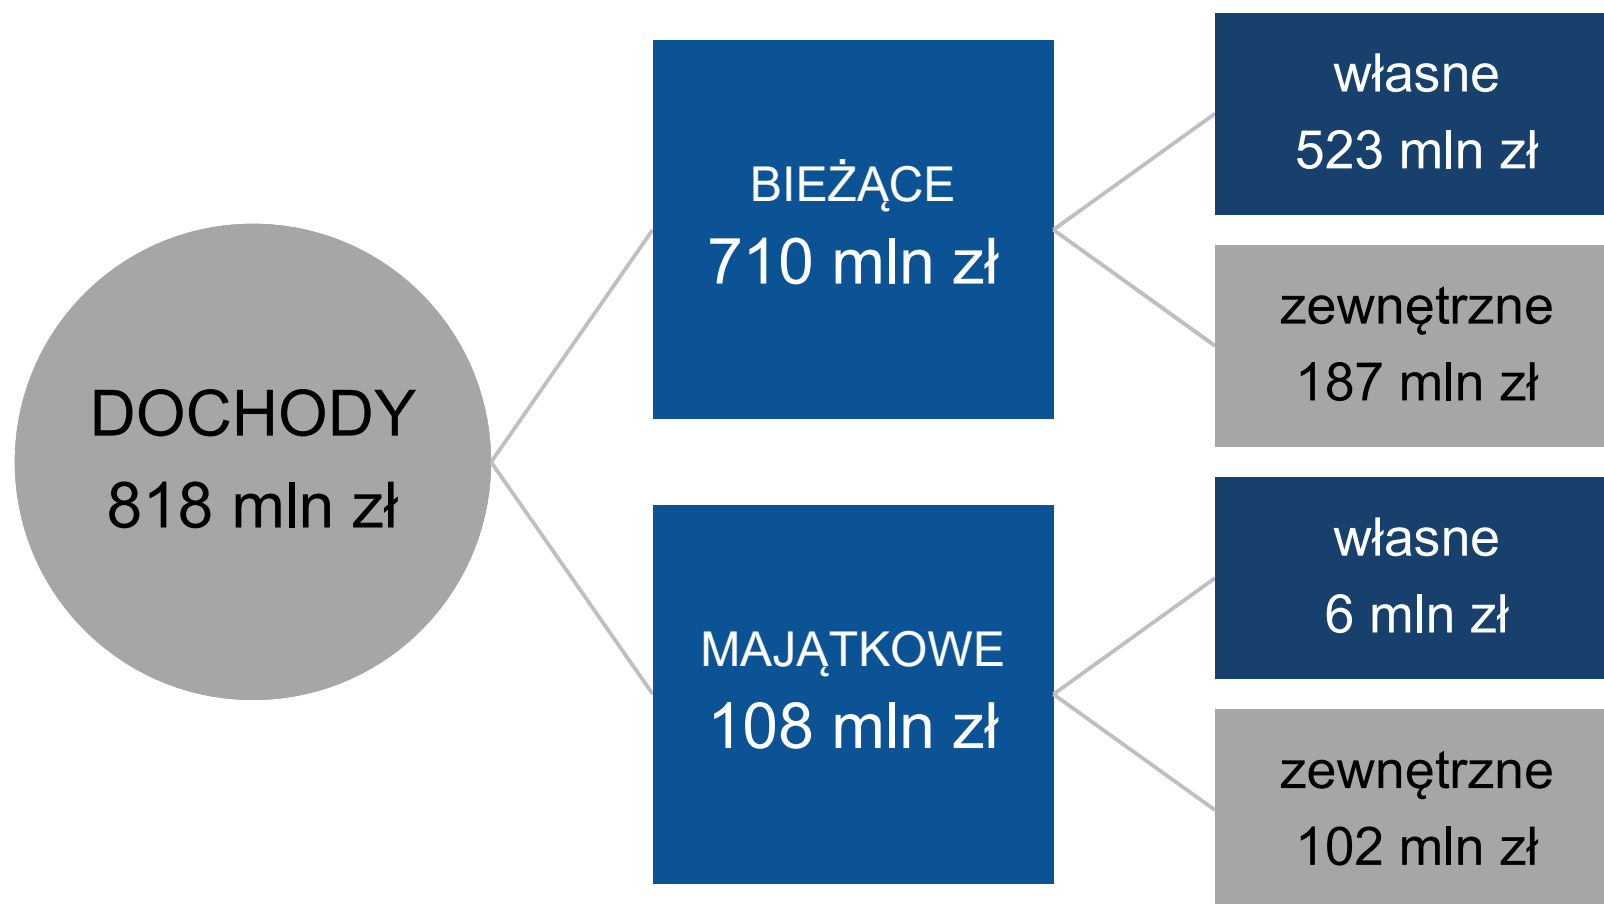 DOCHODY
818 mln zł
BIEŻĄCE
710 mln zł
własne
523 mln zł
zewnętrzne
187 mln zł
MAJĄTKOWE
108 mln zł
własne
6 mln zł
zewnętrzne
102 mln zł